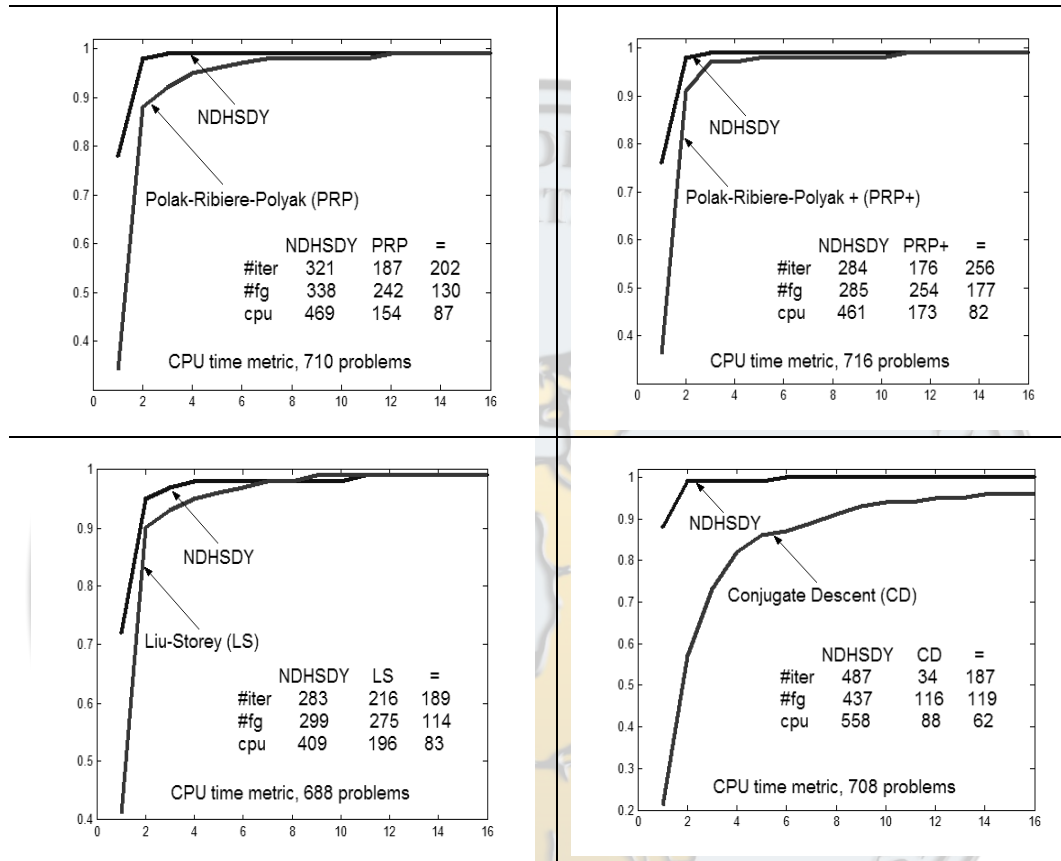 1
0.9
0.8
0.7
0.6
0.5
0.4
0 2 4 6 8 10 12 14 16
NDHSDY
Polak-Ribiere-Polyak (PRP)
NDHSDY PRP =
#iter 321 187 202
#fg 338 242 130
cpu 469 154 87
CPU time metric, 710 problems
1
0.9
0.8
0.7
0.6
0.5
0.4
0 2 4 6 8 10 12 14 16
NDHSDY
Polak-Ribiere-Polyak + (PRP+)
NDHSDY PRP+ =
#iter 284 176 256
#fg 285 254 177
cpu 461 173 82
CPU time metric, 716 problems
1
0.9
0.8
0.7
0.6
0.5
0.4
0 2 4 6 8 10 12 14 16
NDHSDY
Liu-Storey (LS)
NDHSDY LS =
#iter 283 216 189
#fg 299 275 114
cpu 409 196 83
CPU time metric, 688 problems
1
0.9
0.8
0.7
0.6
0.5
0.4
0.3
0.2
0 2 4 6 8 10 12 14 16
NDHSDY
Conjugate Descent (CD)
NDHSDY CD =
#iter 487 34 187
#fg 437 116 119
cpu 558 88 62
CPU time metric, 708 problems